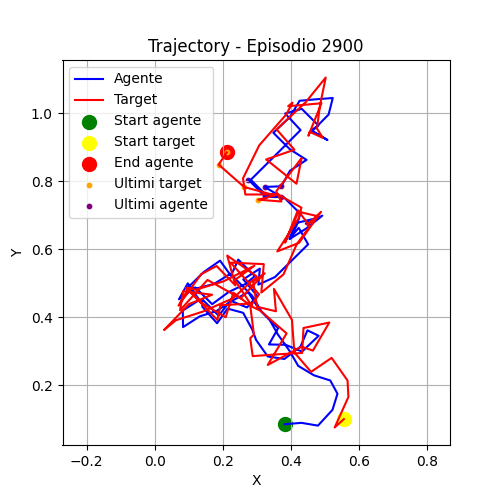 Trajectory - Episodio 2900
Agente
Target
Start agente
Start target
End agente
Ultimi target
Ultimi agente
Y
1.0
0.8
0.6
0.4
0.2
−0.2
0.0
0.2
0.4
0.6
0.8
X